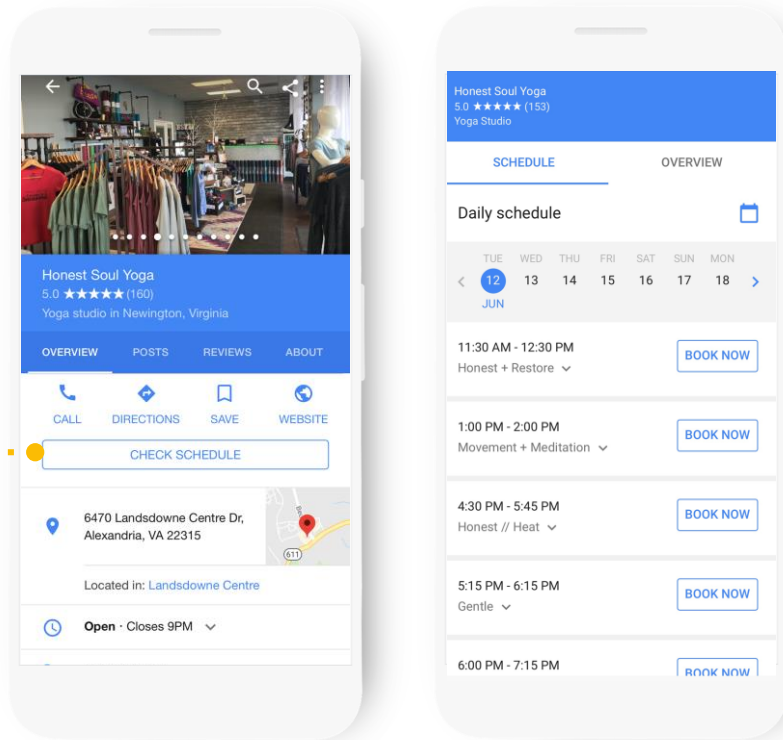 Honest Soul Yoga
5.0 ★★★★★ (160)
Yoga studio in Newington, Virginia
OVERVIEW POSTS REVIEWS ABOUT
CALL DIRECTIONS SAVE WEBSITE
CHECK SCHEDULE
6470 Landsdowne Centre Dr,
Alexandria, VA 22315
611
Located in: Landsdowne Centre
Open · Closes 9PM
Honest Soul Yoga
5.0 ★★★★★ (153)
Yoga Studio
SCHEDULE OVERVIEW
Daily schedule
TUE WED THU FRI SAT SUN MON
12 13 14 15 16 17 18
JUN
11:30 AM - 12:30 PM
Honest + Restore
BOOK NOW
1:00 PM - 2:00 PM
Movement + Meditation
BOOK NOW
4:30 PM - 5:45 PM
Honest // Heat
BOOK NOW
5:15 PM - 6:15 PM
Gentle
BOOK NOW
6:00 PM - 7:15 PM
BOOK NOW